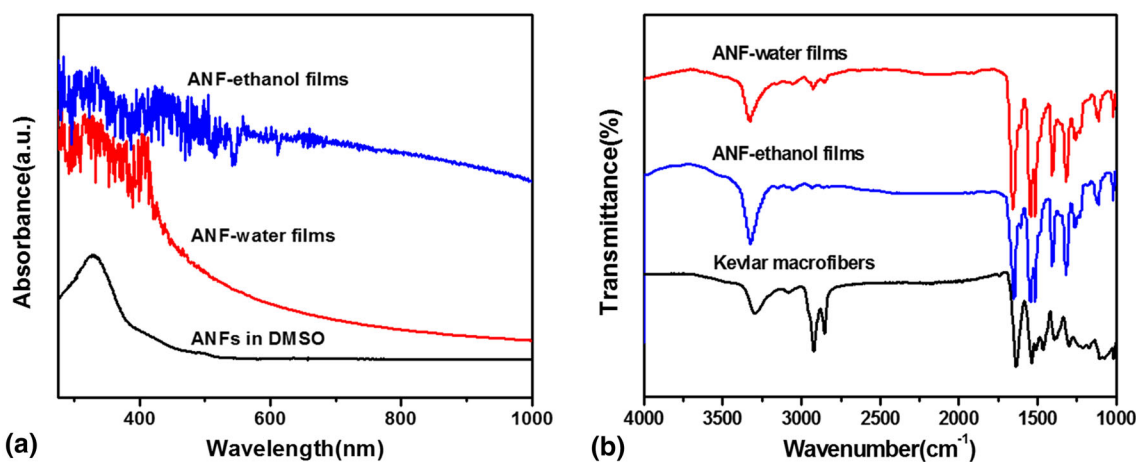 Absorbance(a.u.)
ANF-ethanol films
ANF-water films
ANFs in DMSO
400
600
800
1000
Wavelength(nm)
(a)
Transmittance(%)
ANF-water films
ANF-ethanol films
Kevlar macrofibers
4000
3500
3000
2500
2000
1500
1000
Wavenumber(cm⁻¹)
(b)